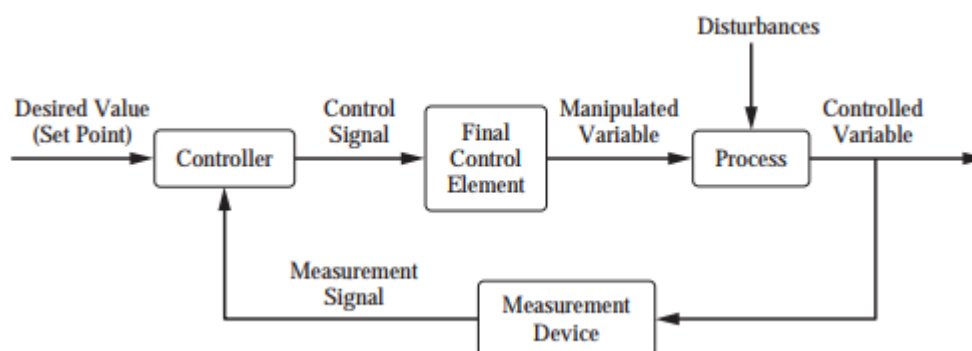 Disturbances
Desired Value
(Set Point)
Control
Signal
Manipulated
Variable
Controlled
Variable
Controller
Final
Control
Element
Process
Measurement
Signal
Measurement
Device